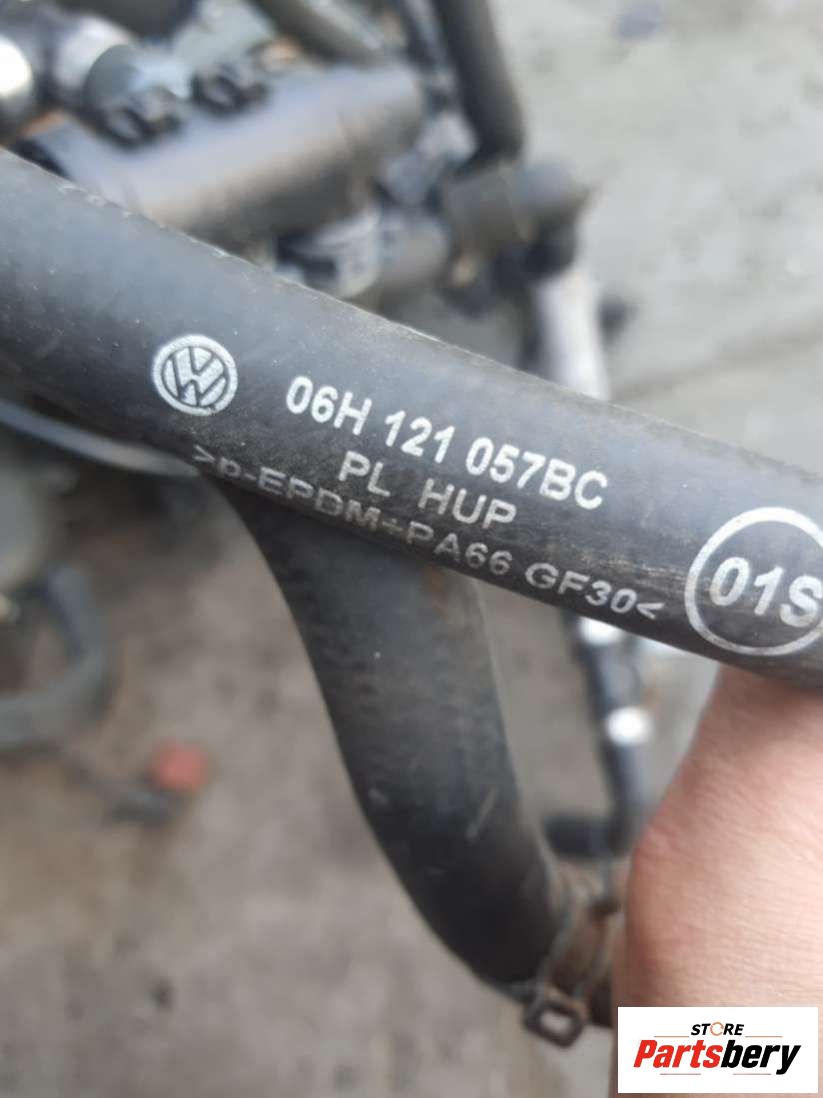 06H 121 057BC
PL HUP
>p-EPDM+PA66 GF30<
01S
STORE
Partsbery